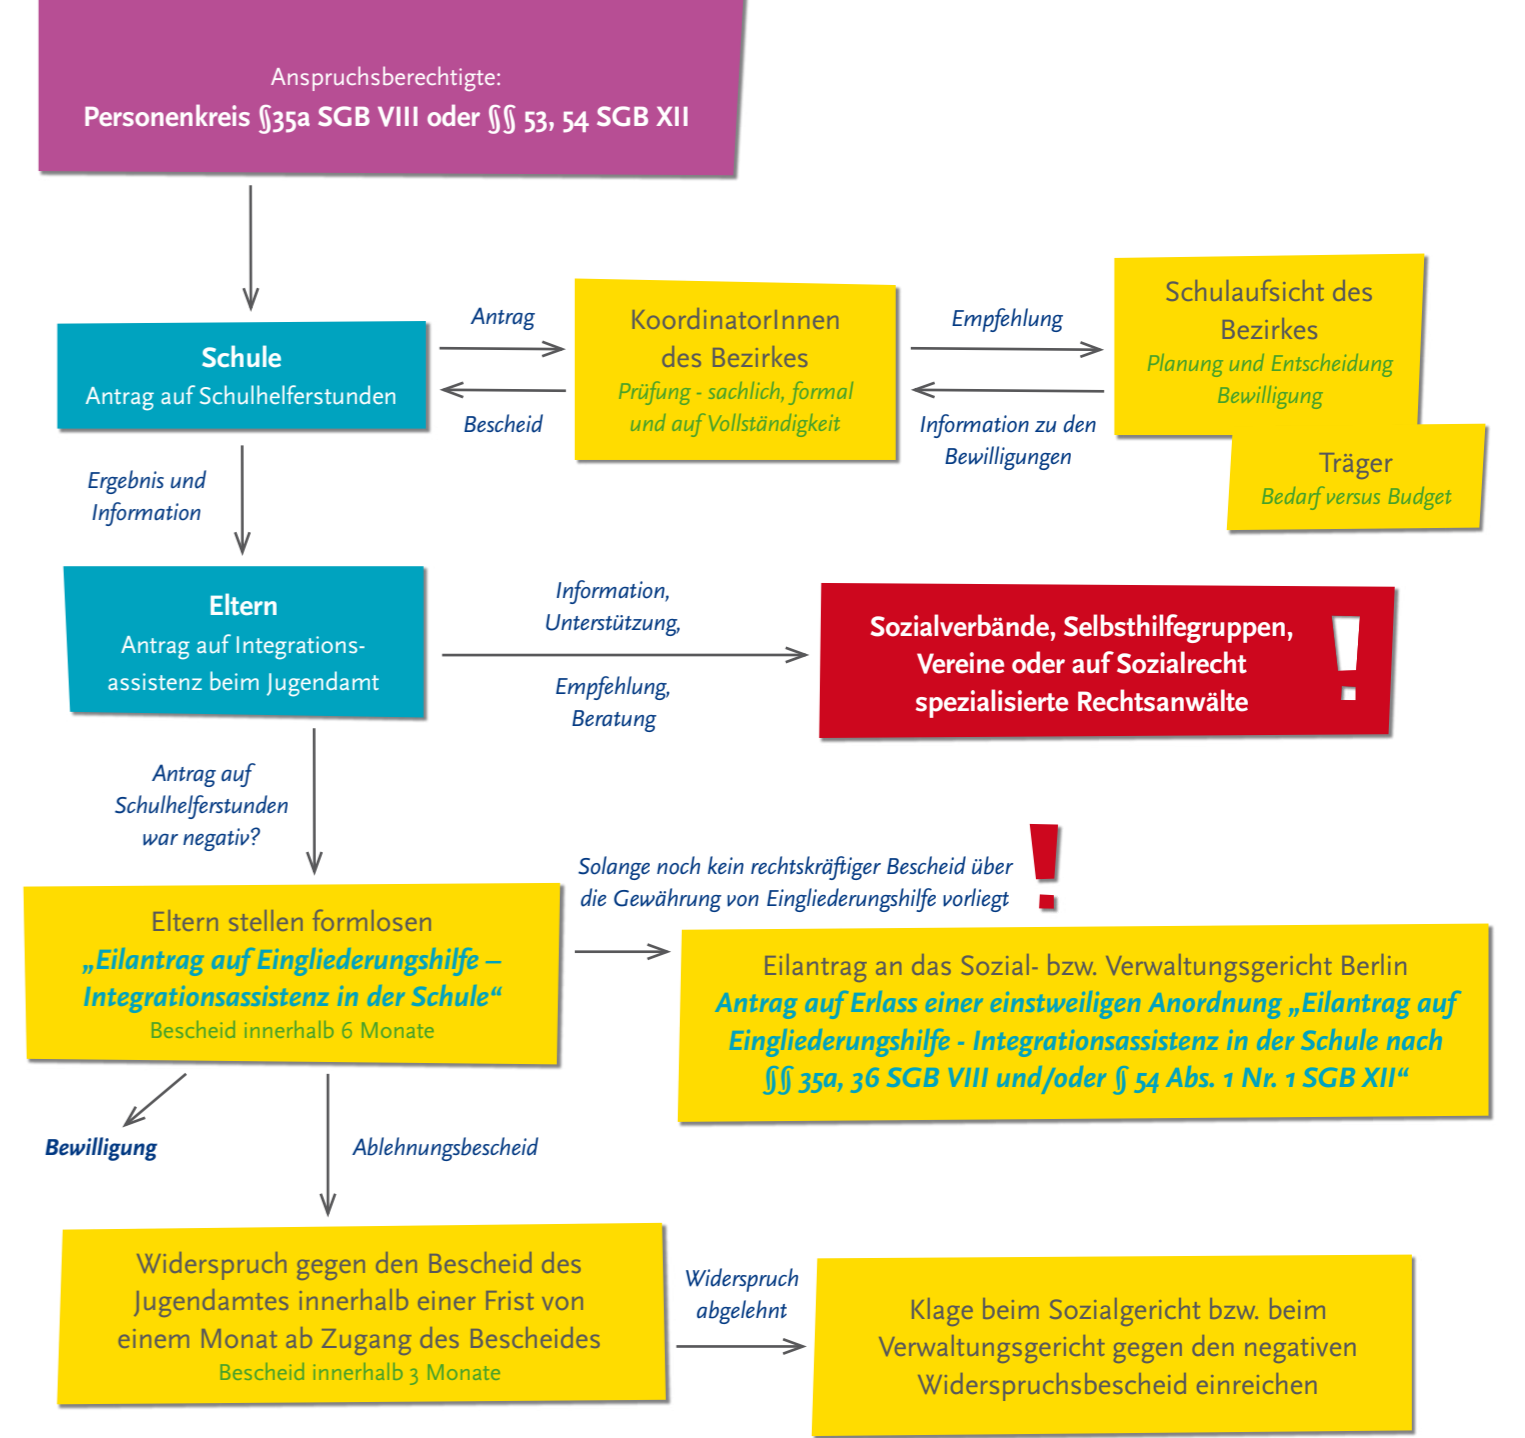 Anspruchsberechtigte:
Personenkreis §35a SGB VIII oder §§ 53, 54 SGB XII
Schule
Antrag auf Schulhelferstunden
Antrag
Bescheid
KoordinatorInnen
des Bezirkes
Prüfung - sachlich, formal
und auf Vollständigkeit
Empfehlung
Information zu den
Bewilligungen
Schulaufsicht des
Bezirkes
Planung und Entscheidung
Bewilligung
Träger
Bedarf versus Budget
Ergebnis und
Information
Eltern
Antrag auf Integrations-
assistenz beim Jugendamt
Information,
Unterstützung,
Empfehlung,
Beratung
Sozialverbände, Selbsthilfegruppen,
Vereine oder auf Sozialrecht
spezialisierte Rechtsanwälte
!
Antrag auf
Schulhelferstunden
war negativ?
Eltern stellen formlosen
„Eilantrag auf Eingliederungshilfe –
Integrationsassistenz in der Schule“
Bescheid innerhalb 6 Monate
Solange noch kein rechtskräftiger Bescheid über
die Gewährung von Eingliederungshilfe vorliegt
!
Eilantrag an das Sozial- bzw. Verwaltungsgericht Berlin
Antrag auf Erlass einer einstweiligen Anordnung „Eilantrag auf
Eingliederungshilfe - Integrationsassistenz in der Schule nach
§§ 35a, 36 SGB VIII und/oder § 54 Abs. 1 Nr. 1 SGB XII“
Bewilligung
Ablehnungsbescheid
Widerspruch gegen den Bescheid des
Jugendamtes innerhalb einer Frist von
einem Monat ab Zugang des Bescheides
Bescheid innerhalb 3 Monate
Widerspruch
abgelehnt
Klage beim Sozialgericht bzw. beim
Verwaltungsgericht gegen den negativen
Widerspruchsbescheid einreichen